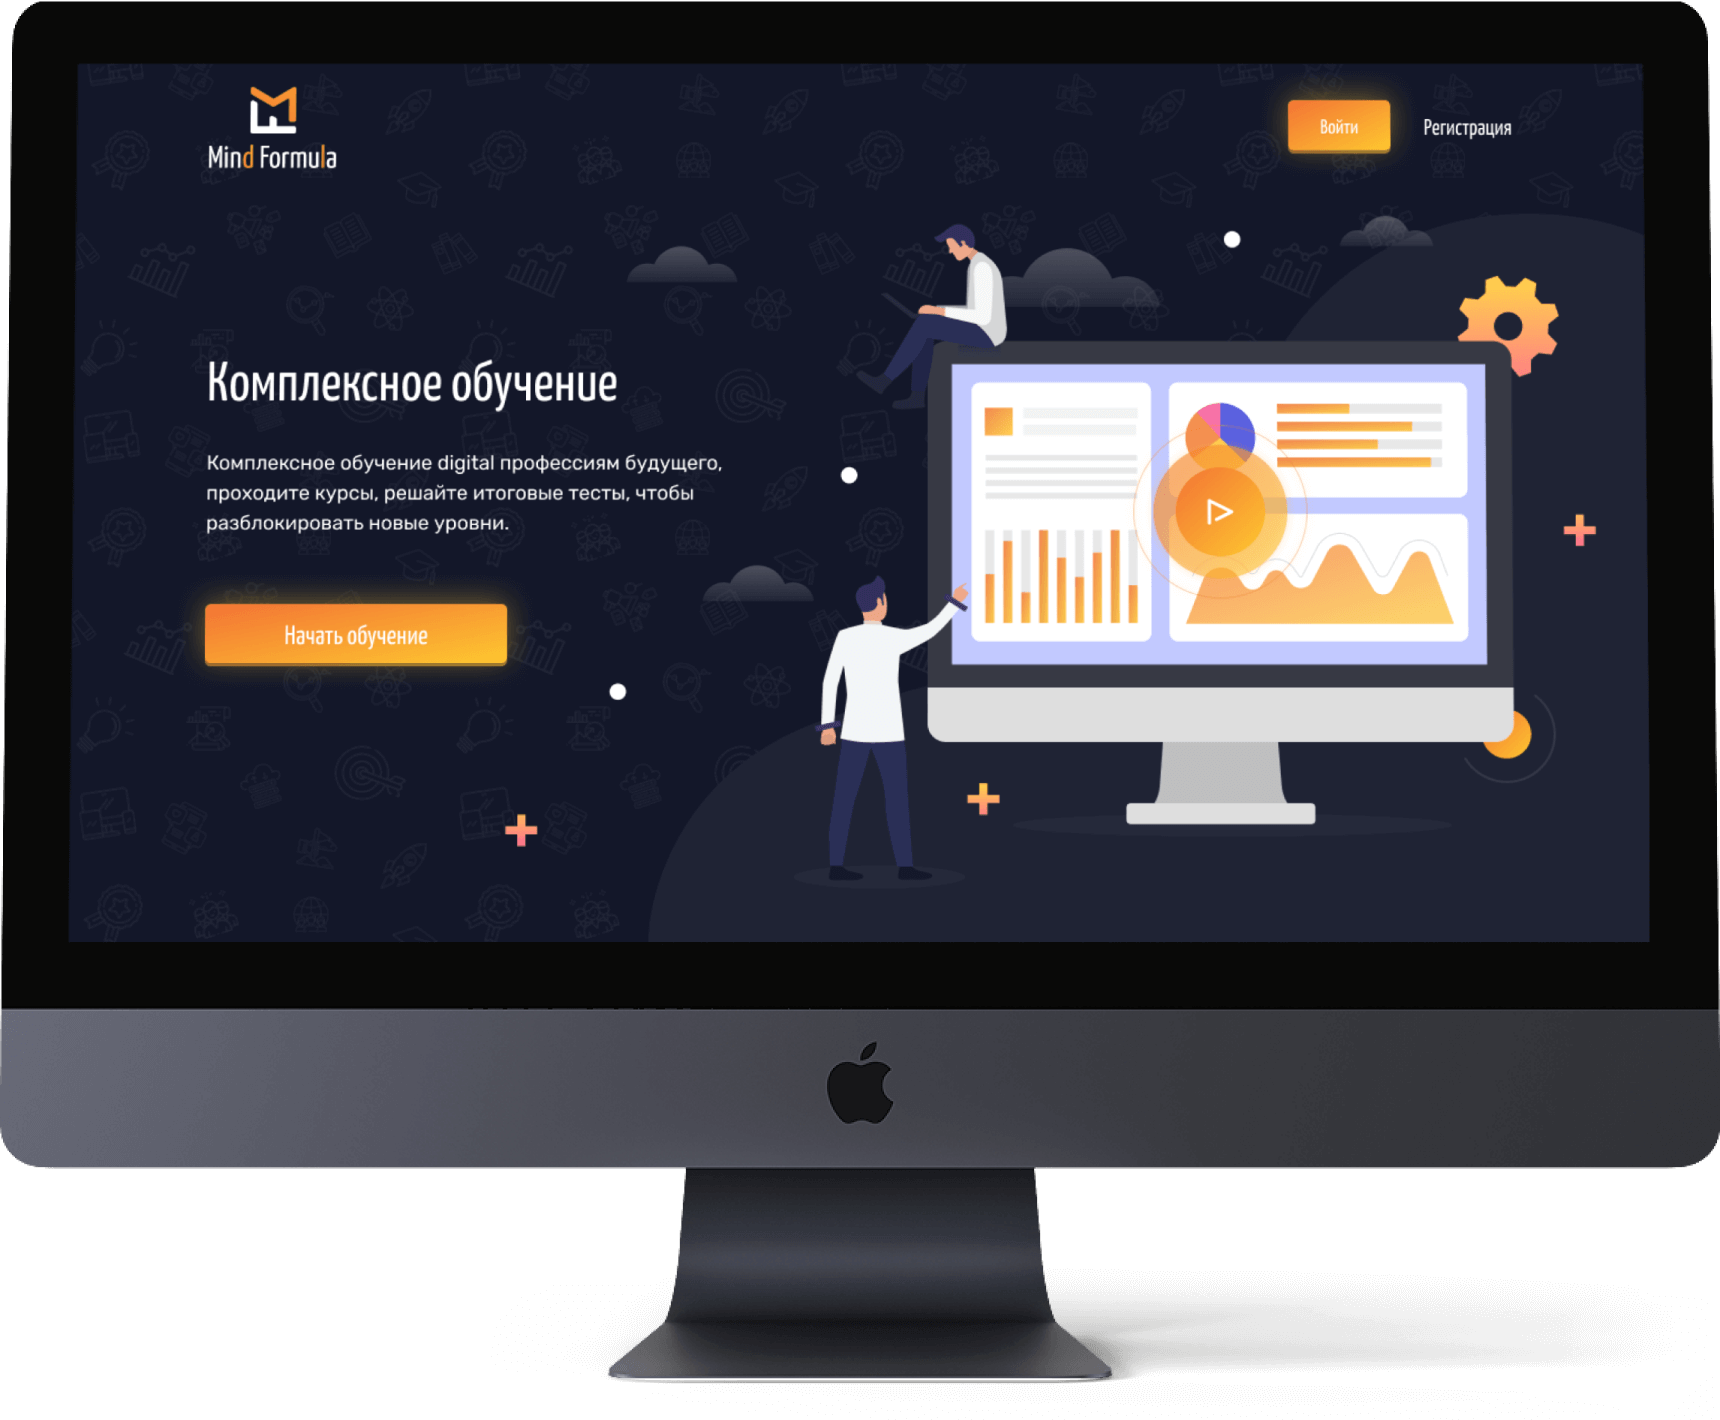 Mind Formula
Войти
Регистрация
Комплексное обучение
Комплексное обучение digital профессиям будущего,
проходите курсы, решайте итоговые тесты, чтобы
разблокировать новые уровни.
Начать обучение